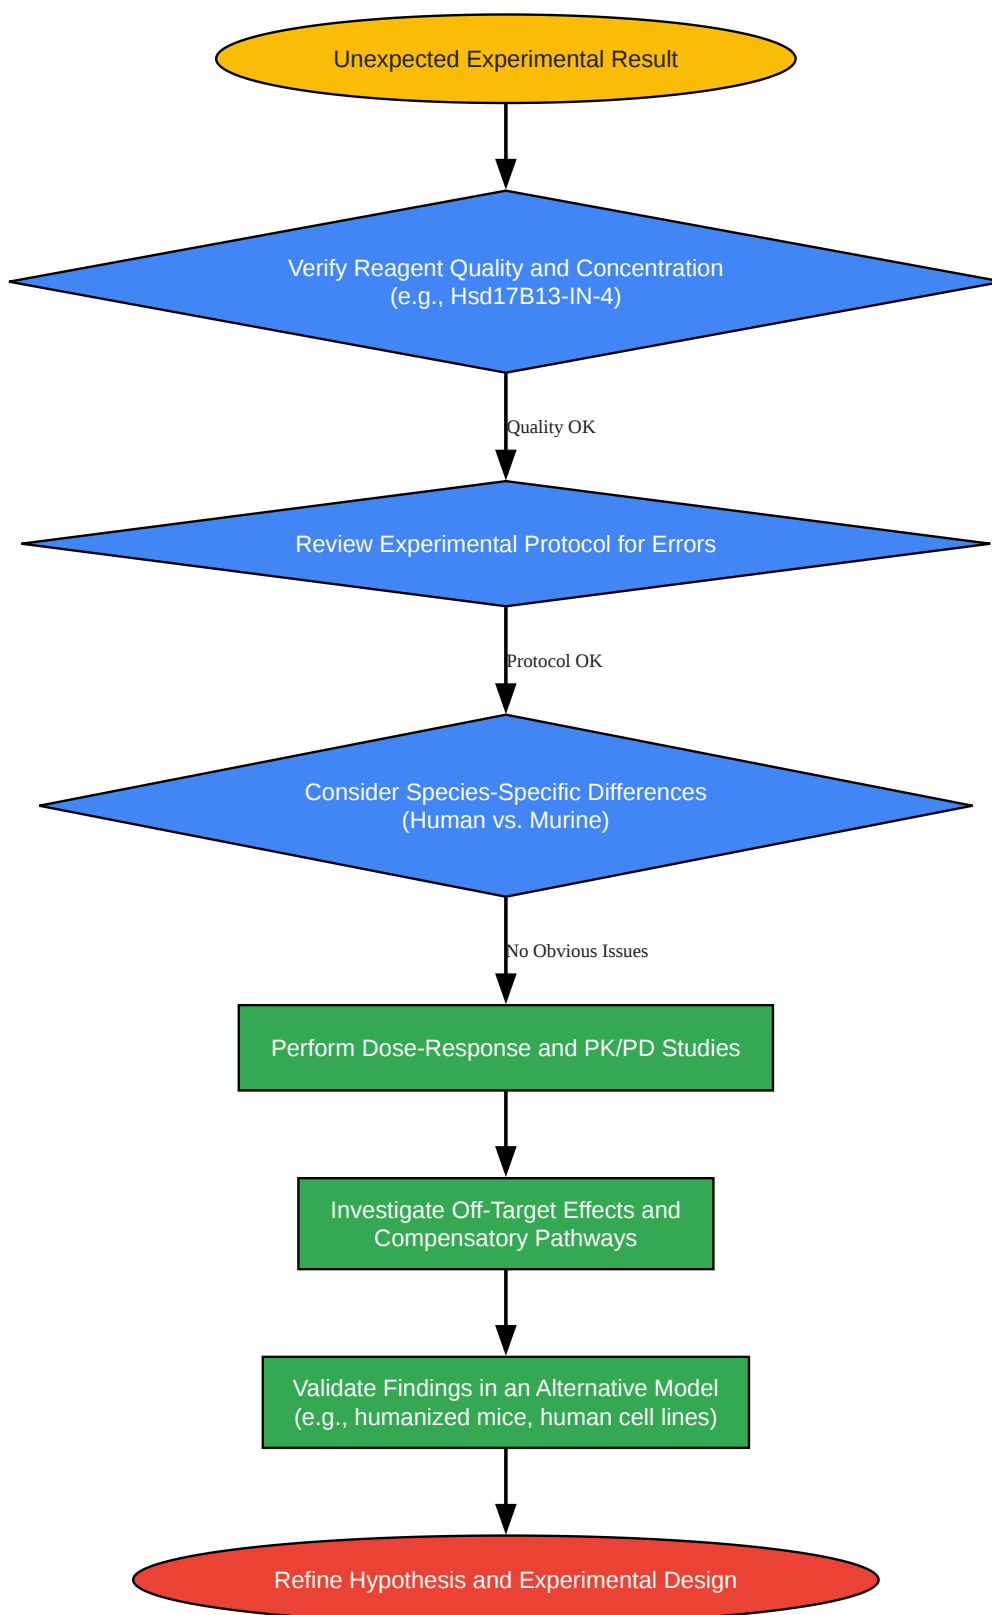 Unexpected Experimental Result
Verify Reagent Quality and Concentration
(e.g., Hsd17B13-IN-4)
Quality OK
Review Experimental Protocol for Errors
Protocol OK
Consider Species-Specific Differences
(Human vs. Murine)
No Obvious Issues
Perform Dose-Response and PK/PD Studies
Investigate Off-Target Effects and
Compensatory Pathways
Validate Findings in an Alternative Model
(e.g., humanized mice, human cell lines)
Refine Hypothesis and Experimental Design